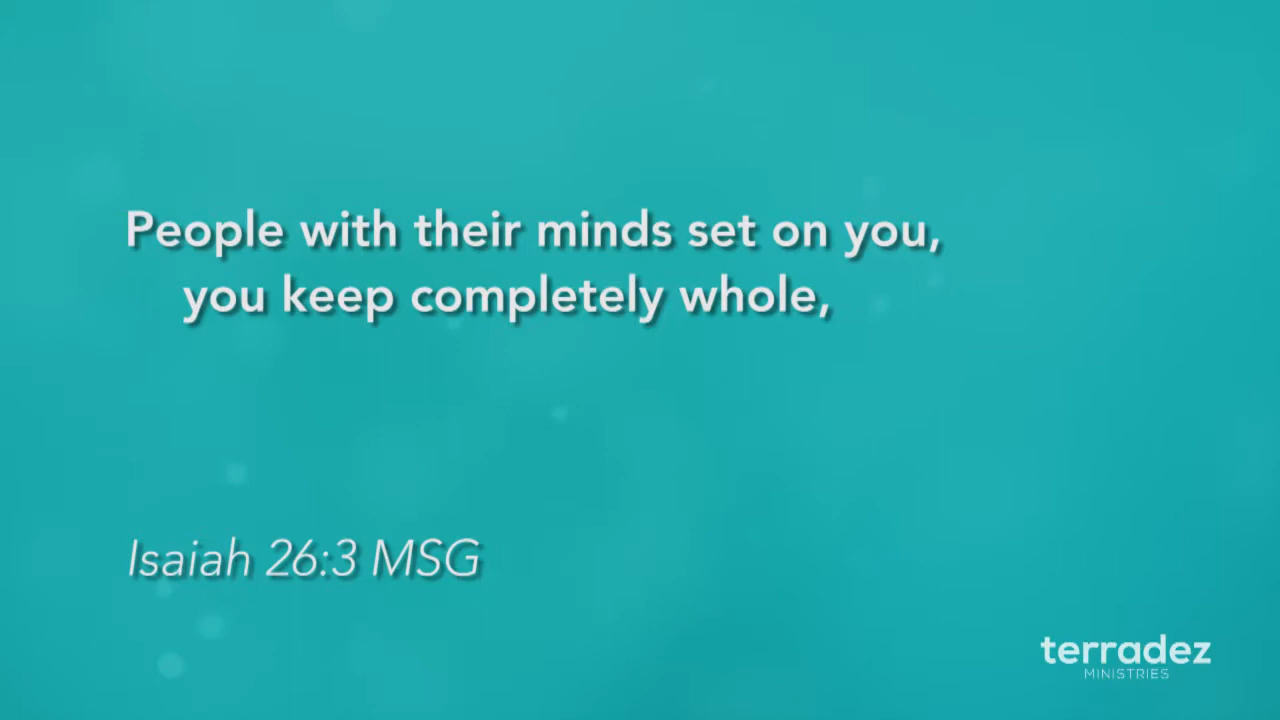 People with their minds set on you,
you keep completely whole,
Isaiah 26:3 MSG
terradez
MINISTRIES